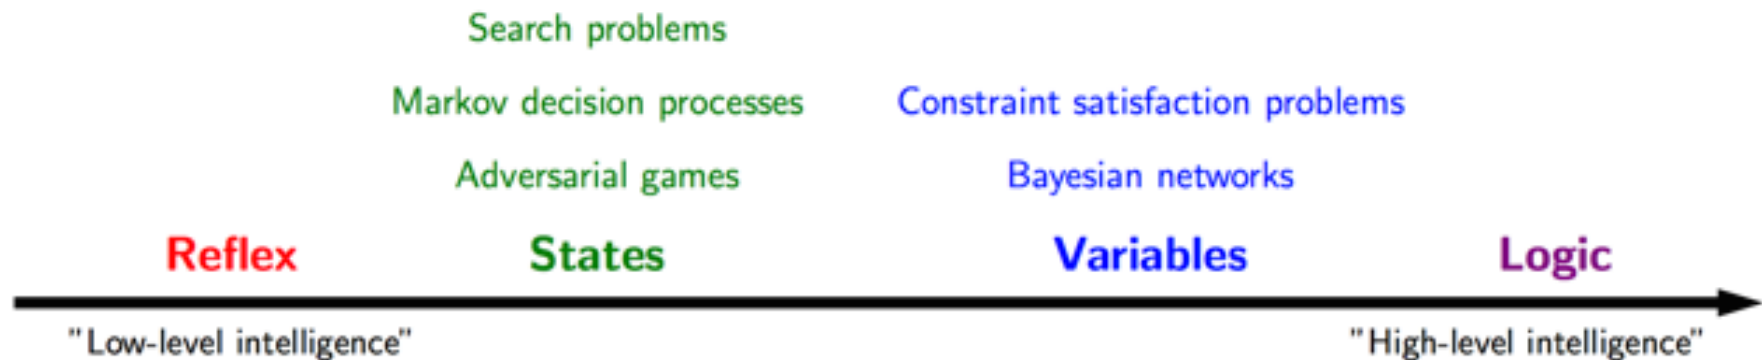 Search problems
Markov decision processes Constraint satisfaction problems
Adversarial games Bayesian networks
Reflex States Variables Logic
"Low-level intelligence" "High-level intelligence"